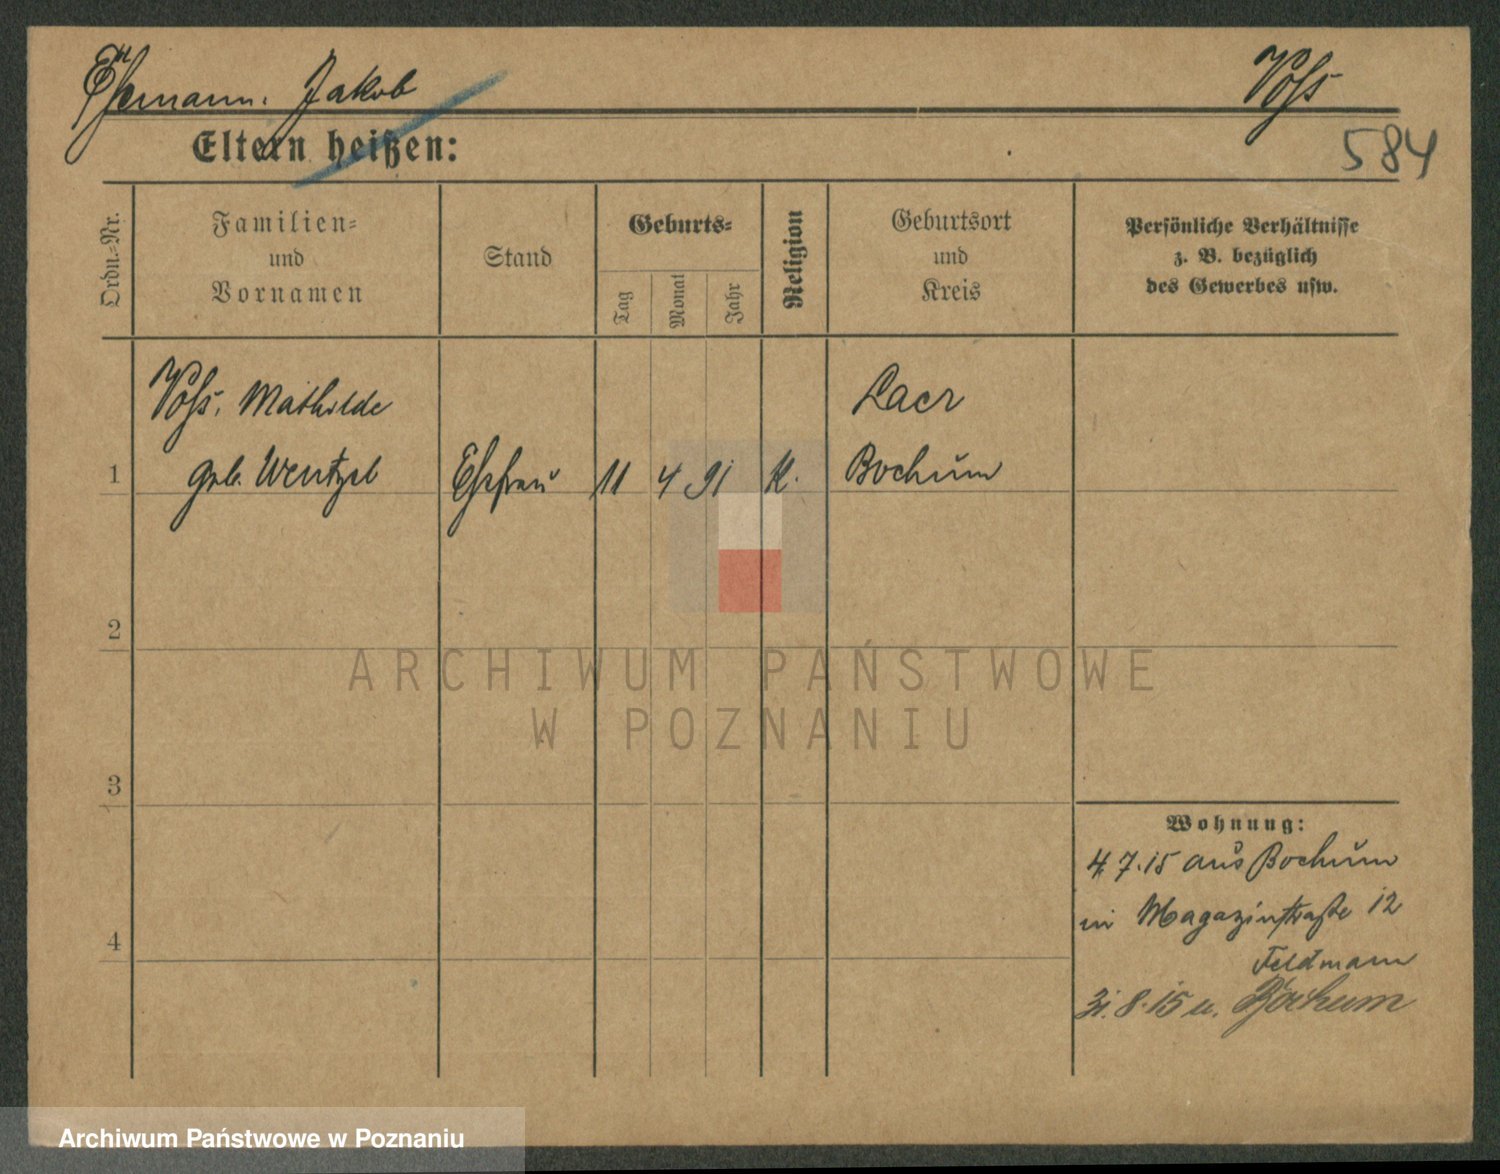 Ehemann. Jakob
Voß
Eltern heißen:
584
Ordn.-Nr.
Familien-
und
Vornamen
Stand
Geburts-
Tag
Monat
Jahr
Religion
Geburtsort
und
Kreis
Persönliche Verhältnisse
z. B. bezüglich
des Gewerbes usw.
Voß, Mathilde
Laer
1
geb. Wentzel
Ehefrau
11
4
91
K.
Bochum
2
3
4
Wohnung:
4.7.15 aus Bochum
in Magazinstraße 12
Feldmann
31.8.15 n. Bochum
ARCHIWUM PAŃSTWOWE
W POZNANIU
Archiwum Państwowe w Poznaniu